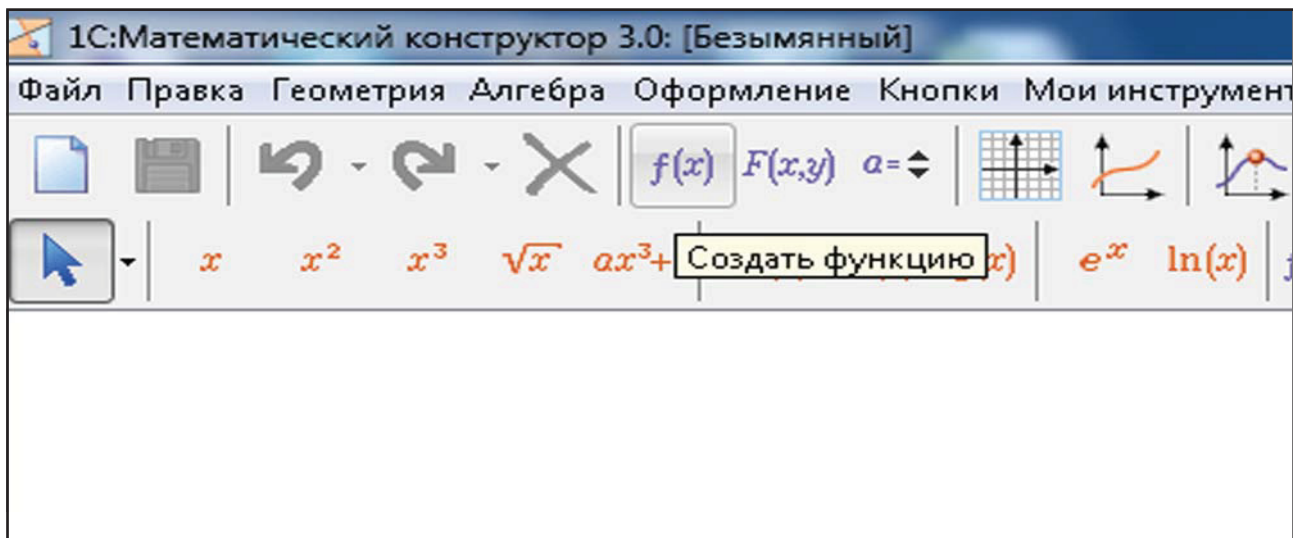 1С:Математический конструктор 3.0: [Безымянный]
Файл Правка Геометрия Алгебра Оформление Кнопки Мои инструмент
f(x) F(x,y) a=
x x² x³ √x ax³+ Создать функцию x) eˣ ln(x)